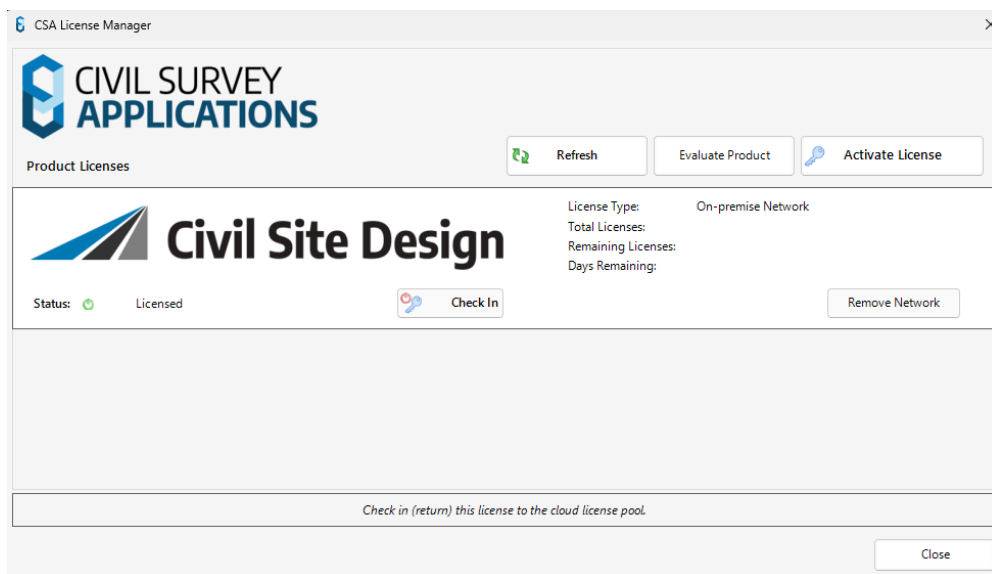 CSA License Manager
CIVIL SURVEY
APPLICATIONS
Product Licenses
Refresh
Evaluate Product
Activate License
Civil Site Design
License Type: On-premise Network
Total Licenses:
Remaining Licenses:
Days Remaining:
Status: Licensed
Check In
Remove Network
Check in (return) this license to the cloud license pool.
Close